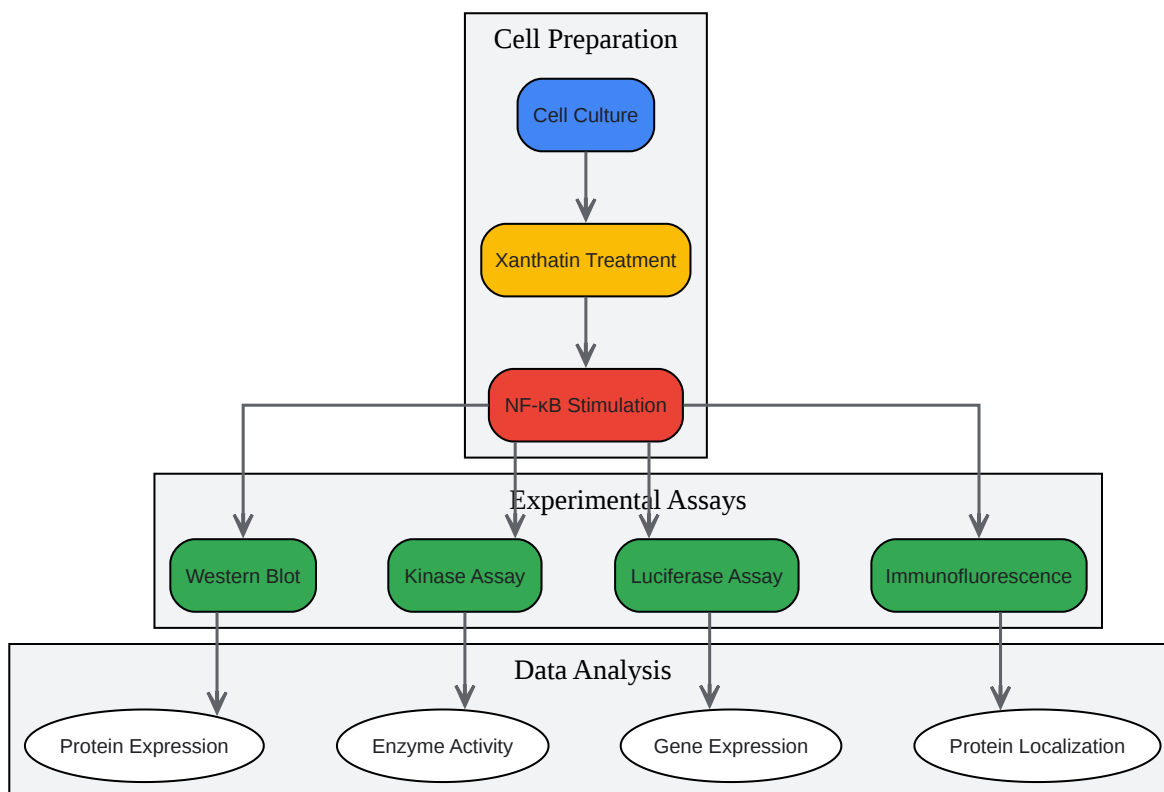 Cell Preparation
Cell Culture
Xanthatin Treatment
NF-κB Stimulation
Experimental Assays
Western Blot
Kinase Assay
Luciferase Assay
Immunofluorescence
Data Analysis
Protein Expression
Enzyme Activity
Gene Expression
Protein Localization